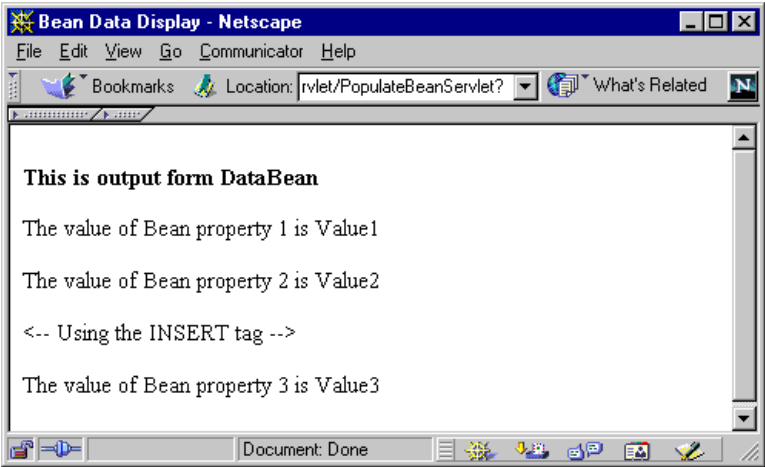 Bean Data Display - Netscape
File Edit View Go Communicator Help
Bookmarks Location: rvlet/PopulateBeanServlet? What's Related N
This is output form DataBean
The value of Bean property 1 is Value1
The value of Bean property 2 is Value2
<-- Using the INSERT tag -->
The value of Bean property 3 is Value3
Document: Done